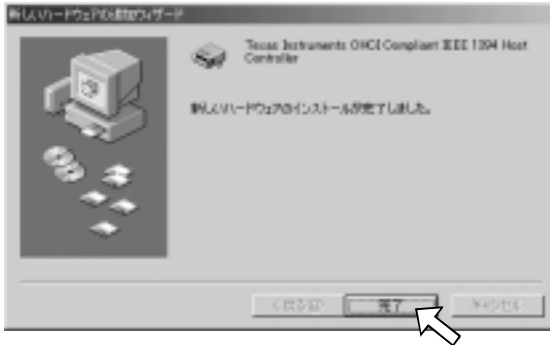 新しいハードウェアの追加ウィザード
Texas Instruments OHCI Compliant IEEE 1394 Host
Controller
新しいハードウェアのインストールが完了しました。
< 戻る(B)
完了
キャンセル